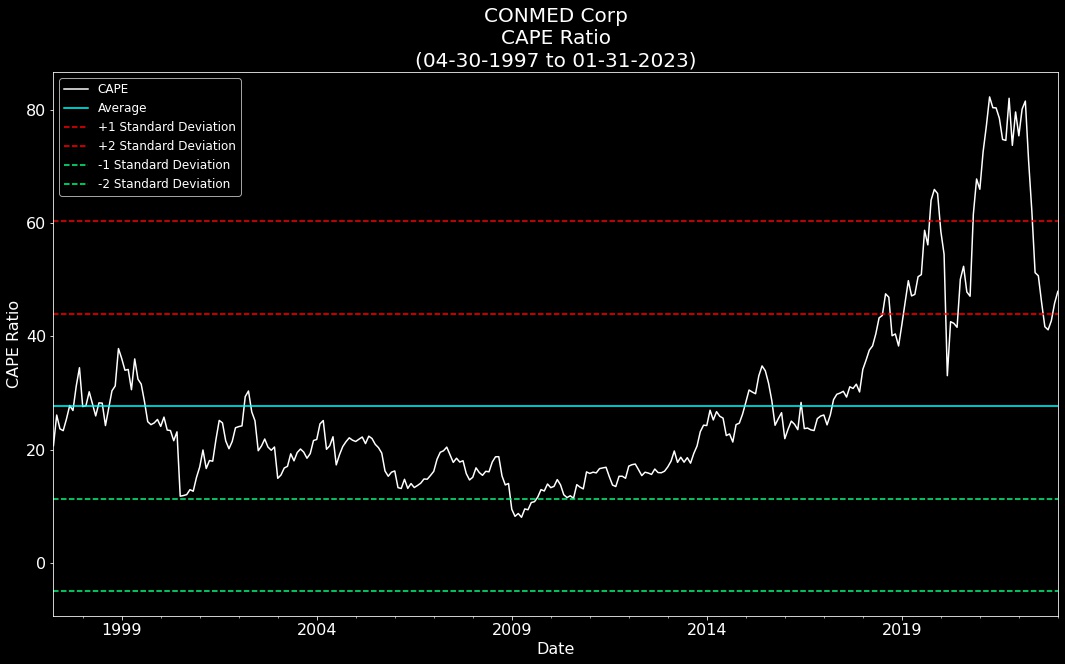 CONMED Corp
CAPE Ratio
(04-30-1997 to 01-31-2023)
CAPE
Average
+1 Standard Deviation
+2 Standard Deviation
-1 Standard Deviation
-2 Standard Deviation
CAPE Ratio
80
60
40
20
0
1999 2004 2009 2014 2019
Date